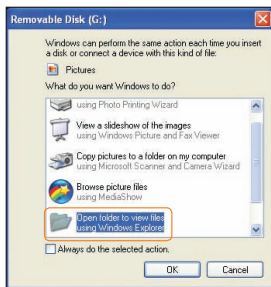 Removable Disk (G:)
Windows can perform the same action each time you insert
a disk or connect a device with this kind of file:
Pictures
What do you want Windows to do?
using Photo Printing Wizard
View a slideshow of the images
using Windows Picture and Fax Viewer
Copy pictures to a folder on my computer
using Microsoft Scanner and Camera Wizard
Browse picture files
using MediaShow
Open folder to view files
using Windows Explorer
Always do the selected action.
OK
Cancel